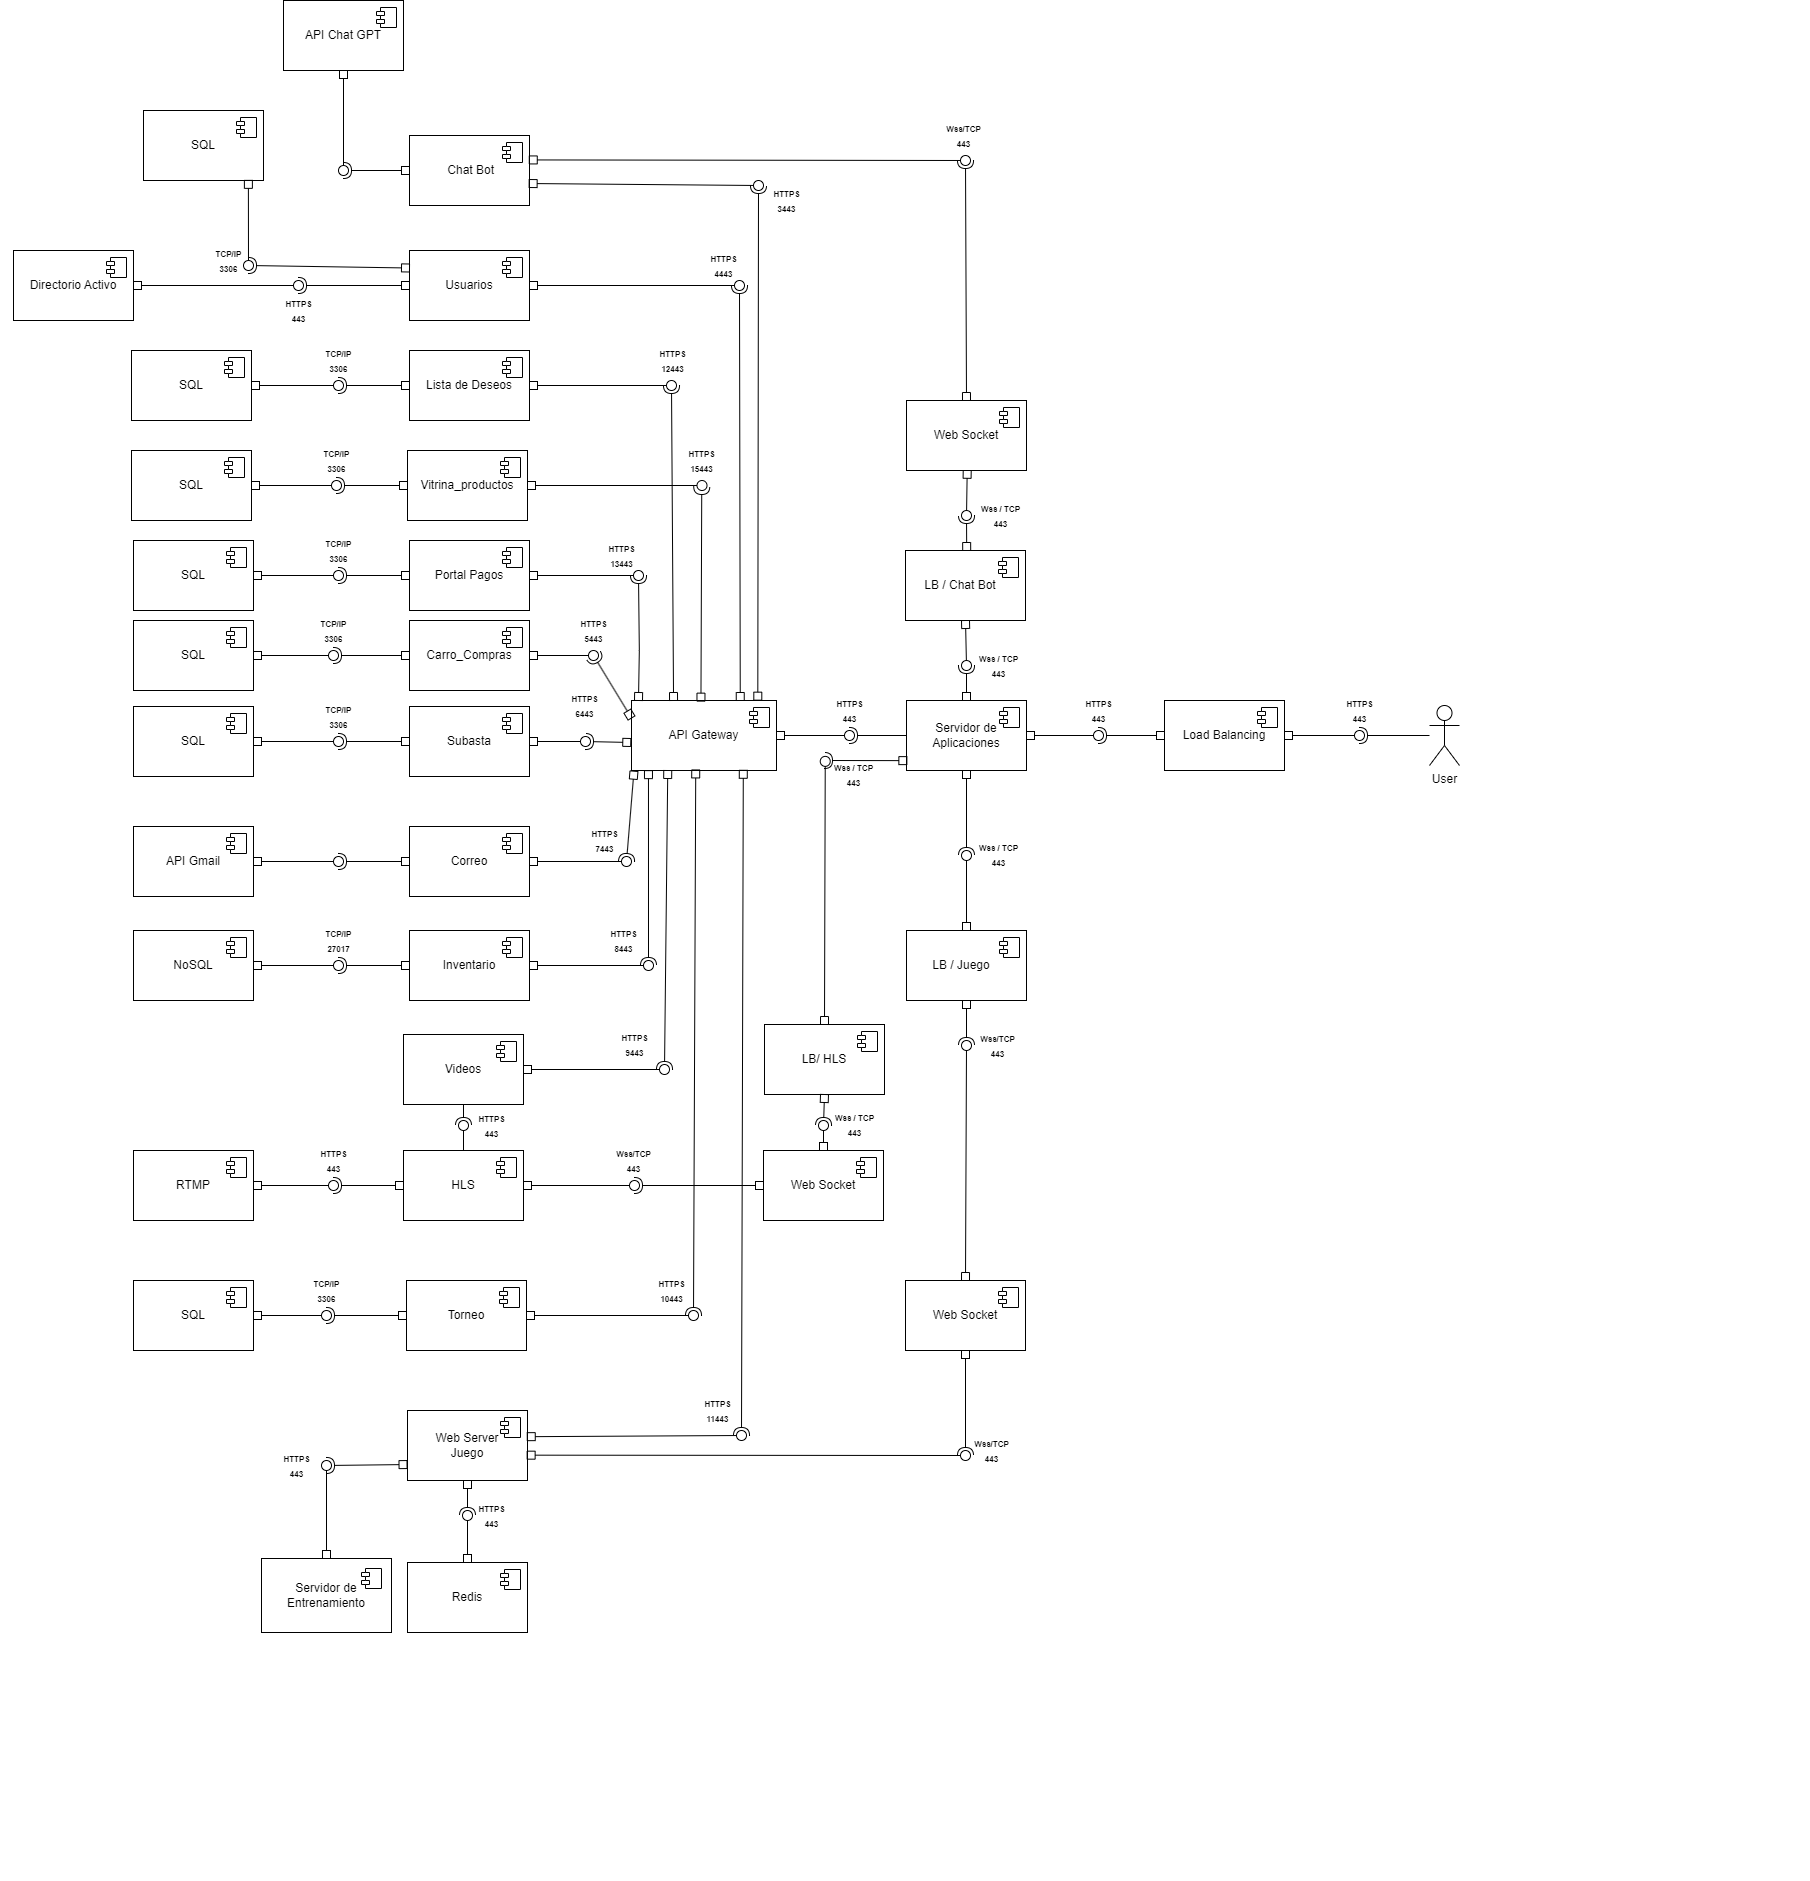 API Chat GPT
SQL
Chat Bot
Wss/TCP
443
HTTPS
3443
Directorio Activo
TCP/IP
3306
HTTPS
443
Usuarios
HTTPS
4443
SQL
TCP/IP
3306
Lista de Deseos
HTTPS
12443
Web Socket
SQL
TCP/IP
3306
Vitrina_productos
HTTPS
15443
Wss / TCP
443
SQL
TCP/IP
3306
Portal Pagos
HTTPS
13443
LB / Chat Bot
SQL
TCP/IP
3306
Carro_Compras
HTTPS
5443
Wss / TCP
443
SQL
TCP/IP
3306
Subasta
HTTPS
6443
API Gateway
HTTPS
443
Servidor de
Aplicaciones
HTTPS
443
Load Balancing
HTTPS
443
User
Wss / TCP
443
API Gmail
Correo
HTTPS
7443
Wss / TCP
443
NoSQL
TCP/IP
27017
Inventario
HTTPS
8443
LB / Juego
Videos
HTTPS
9443
LB/ HLS
Wss/TCP
443
HTTPS
443
Wss / TCP
443
RTMP
HTTPS
443
HLS
Wss/TCP
443
Web Socket
SQL
TCP/IP
3306
Torneo
HTTPS
10443
Web Socket
Web Server
Juego
HTTPS
11443
Wss/TCP
443
HTTPS
443
HTTPS
443
Servidor de
Entrenamiento
Redis